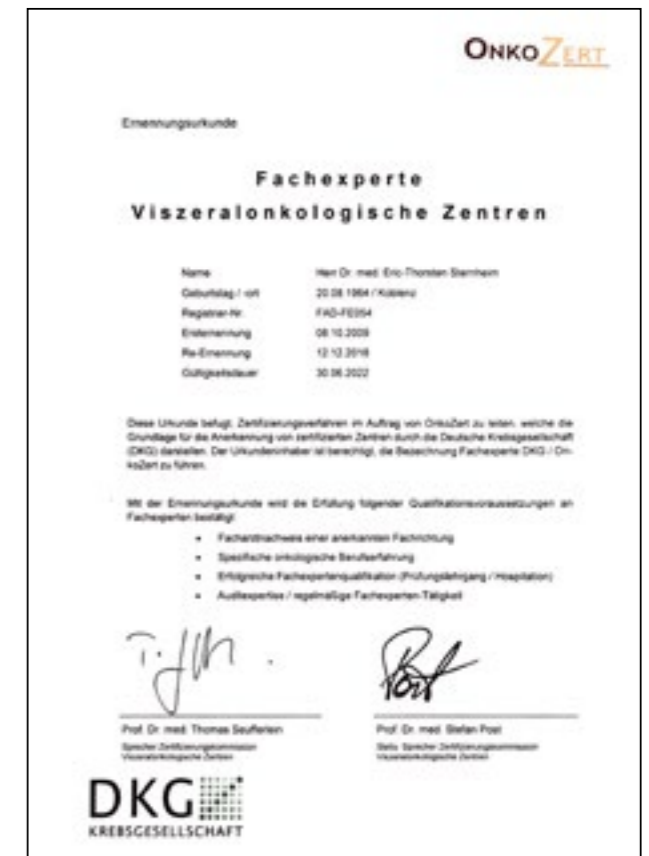 ONKOZERT
Ernennungsurkunde
Fachexperte
Viszeralonkologische Zentren
Name Herr Dr. med. Eric-Thorsten
Geburtstag / -ort 20.08.1964 / Koblenz
Registrier-Nr. FAD-FE054
Ersternennung 08.10.2009
Re-Ernennung 12.12.2018
Gültigkeitsdauer 30.06.2022
Diese Urkunde befugt, Zertifizierungsverfahren im Auftrag von OnkoZert zu leiten, welche die
Grundlage für die Anerkennung von zertifizierten Zentren durch die Deutsche Krebsgesellschaft
(DKG) darstellen. Der Urkundeninhaber ist berechtigt, die Bezeichnung Fachexperte DKG / On-
koZert zu führen.
Mit der Ernennungsurkunde wird die Erfüllung folgender Qualifikationsvoraussetzungen an
Fachexperten bestätigt:
• Facharztnachweis einer anerkannten Fachrichtung
• Spezifische onkologische Berufserfahrung
• Erfolgreiche Fachexpertenqualifikation (Prüfungslehrgang / Hospitation)
• Auditexpertise / regelmäßige Fachexperten-Tätigkeit
Prof. Dr. med. Thomas Seufferlein Prof. Dr. med. Stefan Post
Sprecher Zertifizierungskommission Stellv. Sprecher Zertifizierungskommission
Viszeralonkologische Zentren Viszeralonkologische Zentren
DKG
KREBSGESELLSCHAFT